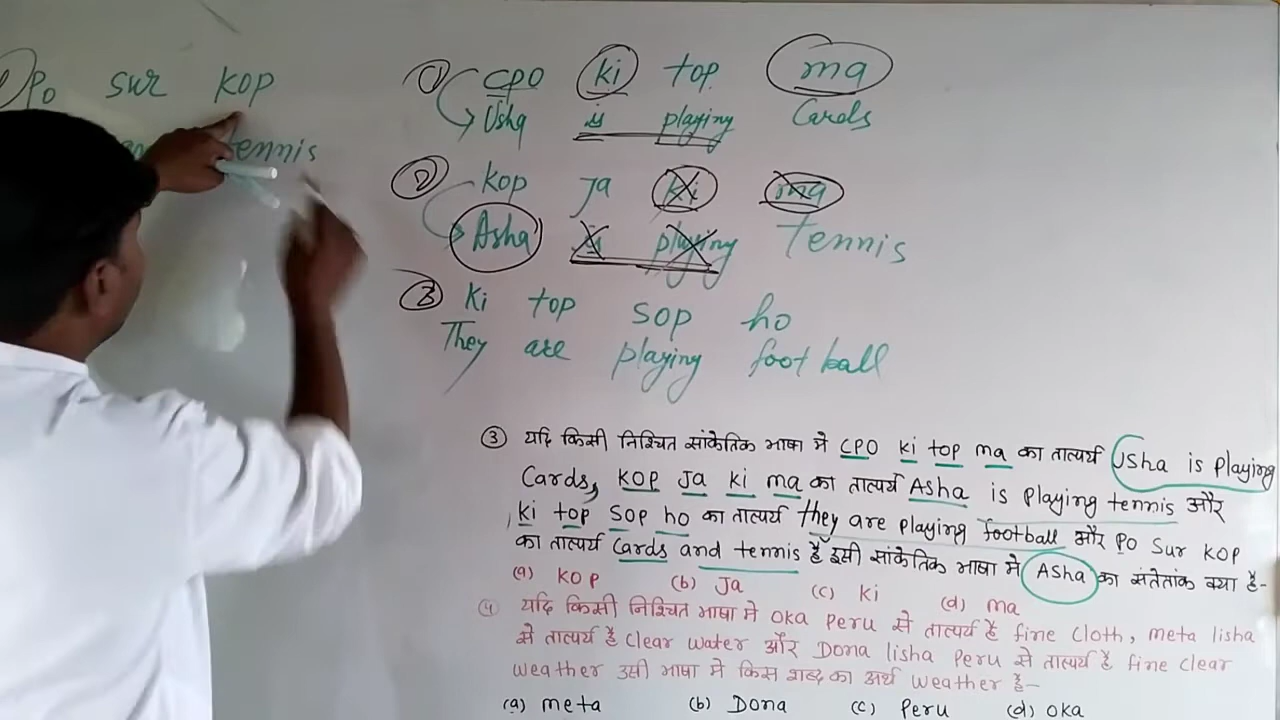 ① Po sur kop
tennis
① cpo ki top ma
Usha is playing Cards
② kop ja ki ma
Asha is playing Tennis
③ Ki top sop ho
They are playing foot ball
③ यदि किसी निश्चित सांकेतिक भाषा में CPO ki top ma का तात्पर्य Usha is playing
Cards, KOP Ja Ki ma का तात्पर्य Asha is playing tennis और
ki top Sop ho का तात्पर्य they are playing football और Po Sur KOP
का तात्पर्य Cards and tennis है इसी सांकेतिक भाषा में Asha का संतेतांक क्या है-
(a) KOP (b) Ja (c) Ki (d) ma
④ यदि किसी निश्चित भाषा में Oka Peru से तात्पर्य है fine Cloth, meta lisha
से तात्पर्य है Clear water और Dona lisha Peru से तात्पर्य है fine clear
weather उसी भाषा में किस शब्द का अर्थ weather है-
(a) meta (b) Dona (c) Peru (d) Oka